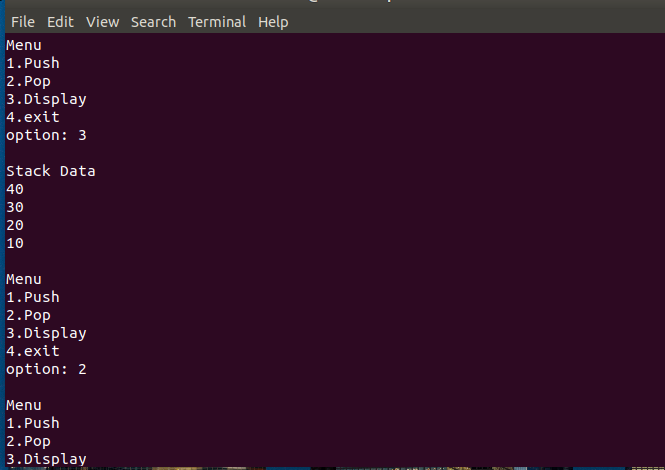 File Edit View Search Terminal Help
Menu
1.Push
2.Pop
3.Display
4.exit
option: 3
Stack Data
40
30
20
10
Menu
1.Push
2.Pop
3.Display
4.exit
option: 2
Menu
1.Push
2.Pop
3.Display